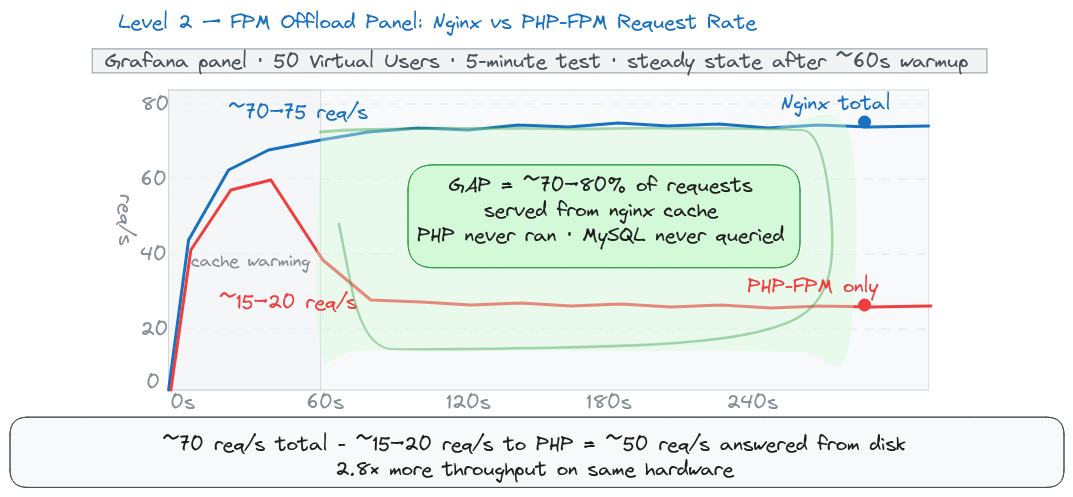 Level 2 → FPM Offload Panel: Nginx vs PHP-FPM Request Rate
Grafana panel · 50 Virtual Users · 5-minute test · steady state after ~60s warmup
80
~70→75 req/s
Nginx total
60
GAP = ~70→80% of requests
served from nginx cache
PHP never ran · MySQL never queried
req/s
40
cache warming
PHP-FPM only
~15→20 req/s
20
0
0s 60s 120s 180s 240s
~70 req/s total - ~15→20 req/s to PHP = ~50 req/s answered from disk
2.8x more throughput on same hardware